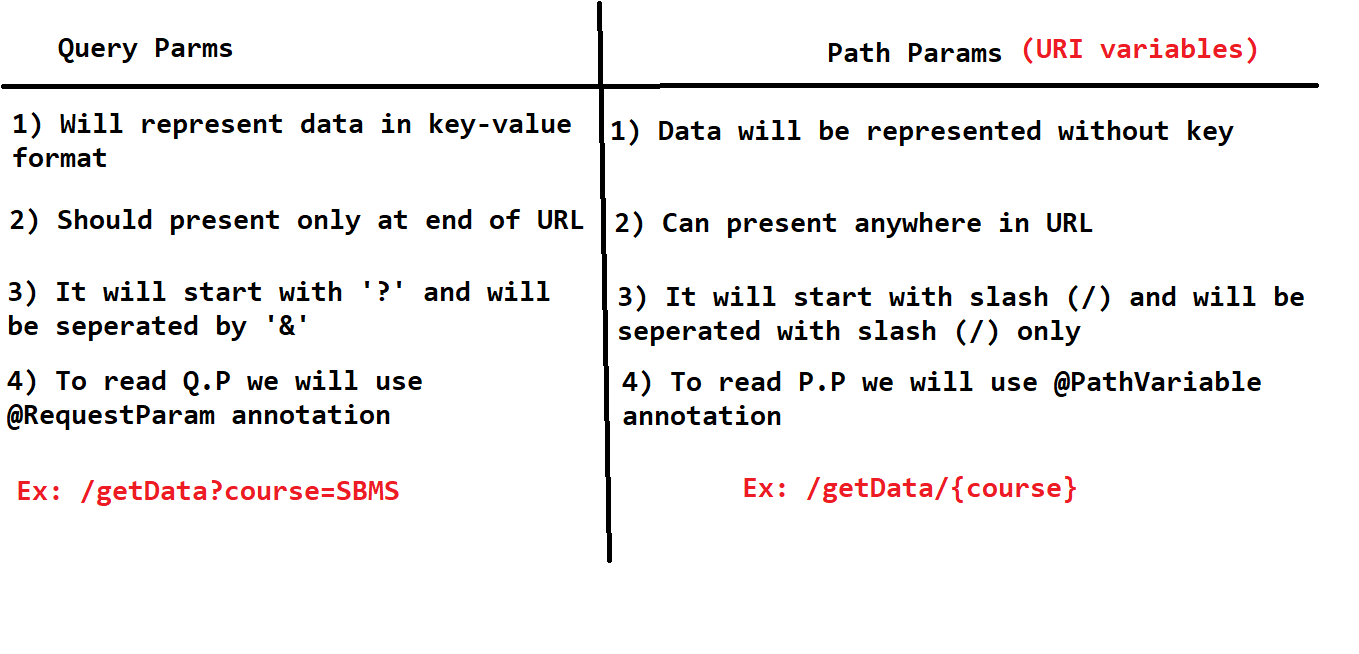 Query Parms
1) Will represent data in key-value
format
2) Should present only at end of URL
3) It will start with '?' and will
be seperated by '&'
4) To read Q.P we will use
@RequestParam annotation
Ex: /getData?course=SBMS
Path Params (URI variables)
1) Data will be represented without key
2) Can present anywhere in URL
3) It will start with slash (/) and will be
seperated with slash (/) only
4) To read P.P we will use @PathVariable
annotation
Ex: /getData/{course}